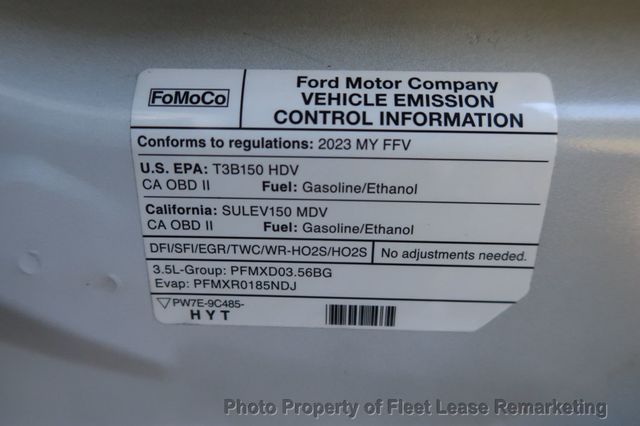 FoMoCo
Ford Motor Company
VEHICLE EMISSION
CONTROL INFORMATION
Conforms to regulations: 2023 MY FFV
U.S. EPA: T3B150 HDV
CA OBD II Fuel: Gasoline/Ethanol
California: SULEV150 MDV
CA OBD II Fuel: Gasoline/Ethanol
DFI/SFI/EGR/TWC/WR-HO2S/HO2S No adjustments needed.
3.5L-Group: PFMXD03.56BG
Evap: PFMXR0185NDJ
PW7E-9C485-
HYT
Photo Property of Fleet Lease Remarketing